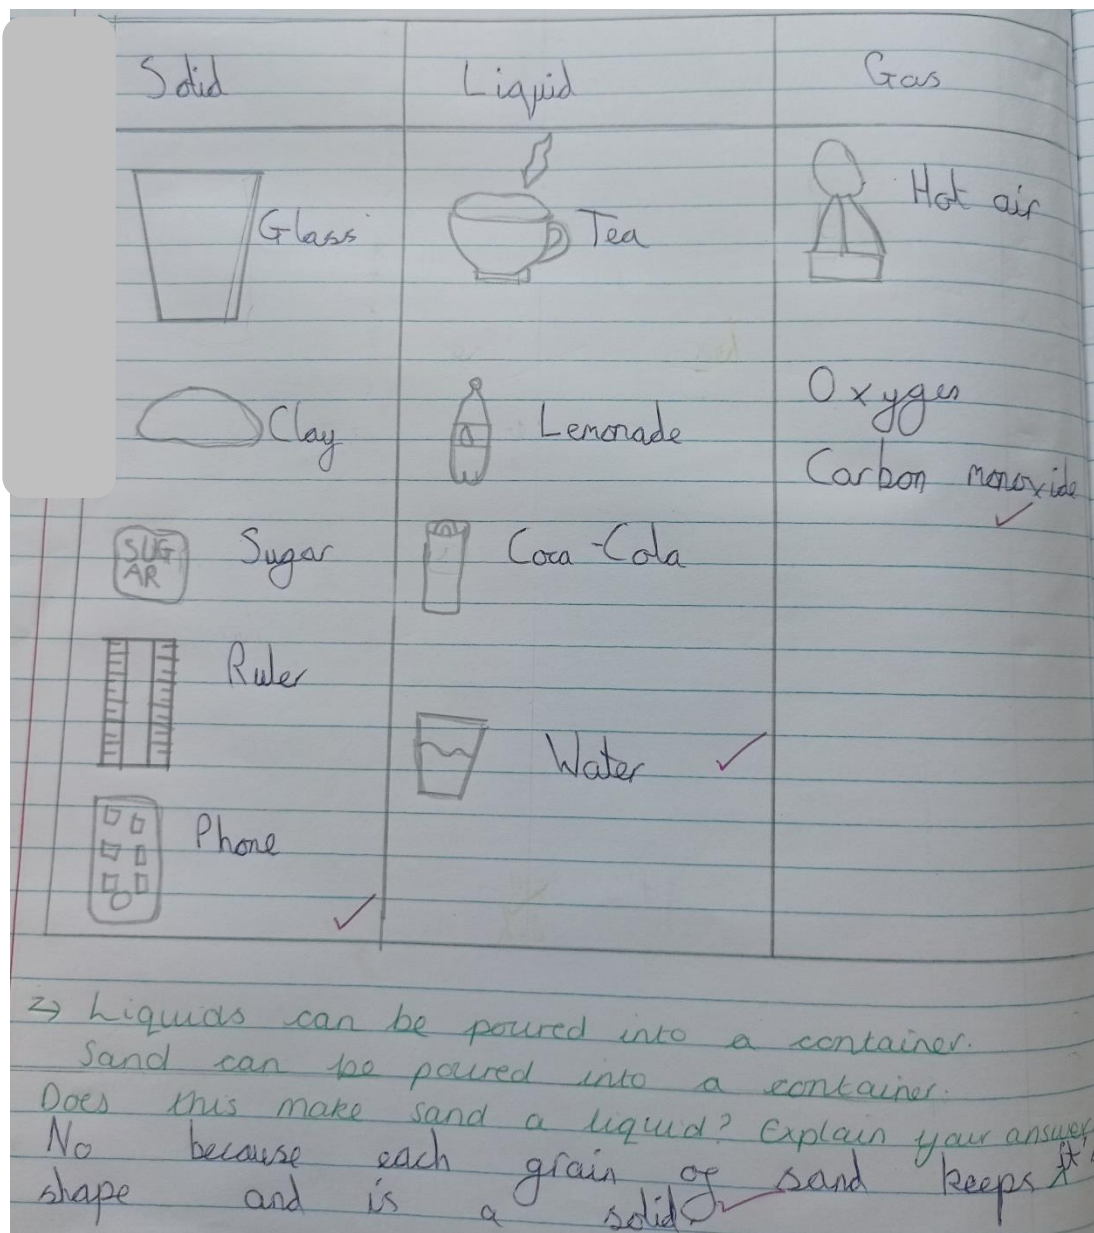 Solid Liquid Gas
Glass Tea Hot air
Clay Lemonade Oxygen
Carbon monoxide
SUG
AR
Sugar Coca-Cola
Ruler
Water
Phone
Liquids can be poured into a container.
Sand can be poured into a container.
Does this make sand a liquid? Explain your answer
No because each grain of sand keeps it's
shape and is a solid